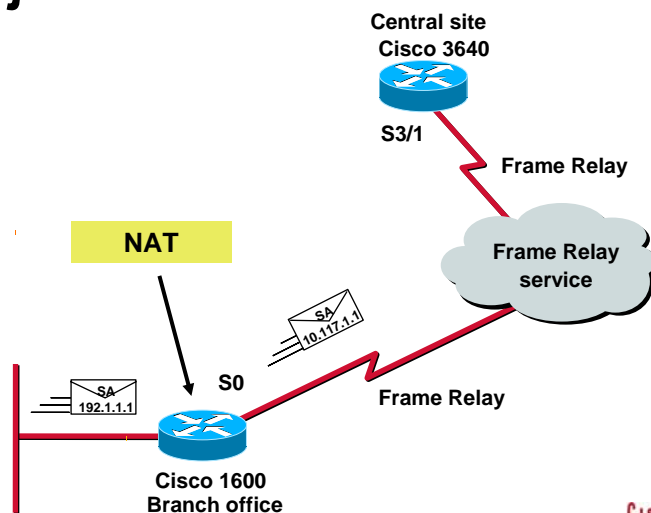 Central site
Cisco 3640
S3/1
Frame Relay
NAT
Frame Relay
service
SA
10.117.1.1
S0
SA
192.1.1.1
Frame Relay
Cisco 1600
Branch office